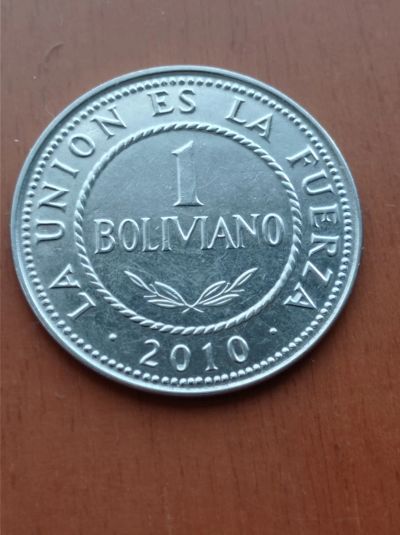 LA UNION ES LA FUERZA
1
BOLIVIANO
· 2010 ·